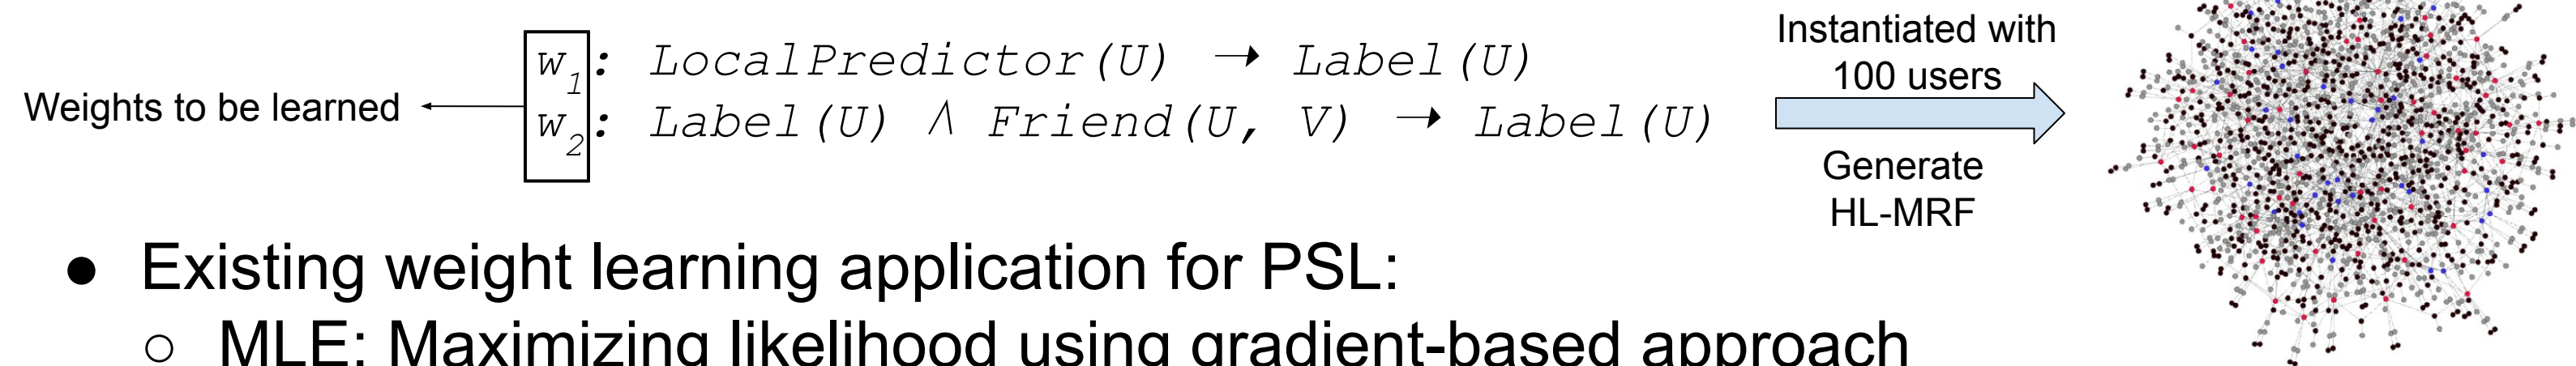 w1: LocalPredictor(U) → Label(U)
w2: Label(U) ∧ Friend(U, V) → Label(U)
Weights to be learned
Instantiated with
100 users
Generate
HL-MRF
● Existing weight learning application for PSL:
○ MLE: Maximizing likelihood using gradient-based approach